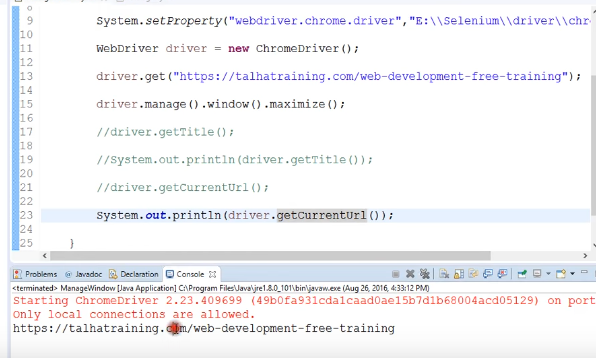 9
10 System.setProperty("webdriver.chrome.driver","E:\\Selenium\\driver\\chr
11 WebDriver driver = new ChromeDriver();
12
13 driver.get("https://talhatraining.com/web-development-free-training");
14
15 driver.manage().window().maximize();
16
17 //driver.getTitle();
18
19 //System.out.println(driver.getTitle());
20
21 //driver.getCurrentUrl();
22
23 System.out.println(driver.getCurrentUrl());
24
25 }
Problems @ Javadoc Declaration Console
<terminated> ManageWindow [Java Application] C:\Program Files\Java\jre1.8.0_101\bin\javaw.exe (Aug 26, 2016, 4:33:12 PM)
Starting ChromeDriver 2.23.409699 (49b0fa931cda1caad0ae15b7d1b68004acd05129) on port
Only local connections are allowed.
https://talhatraining.com/web-development-free-training